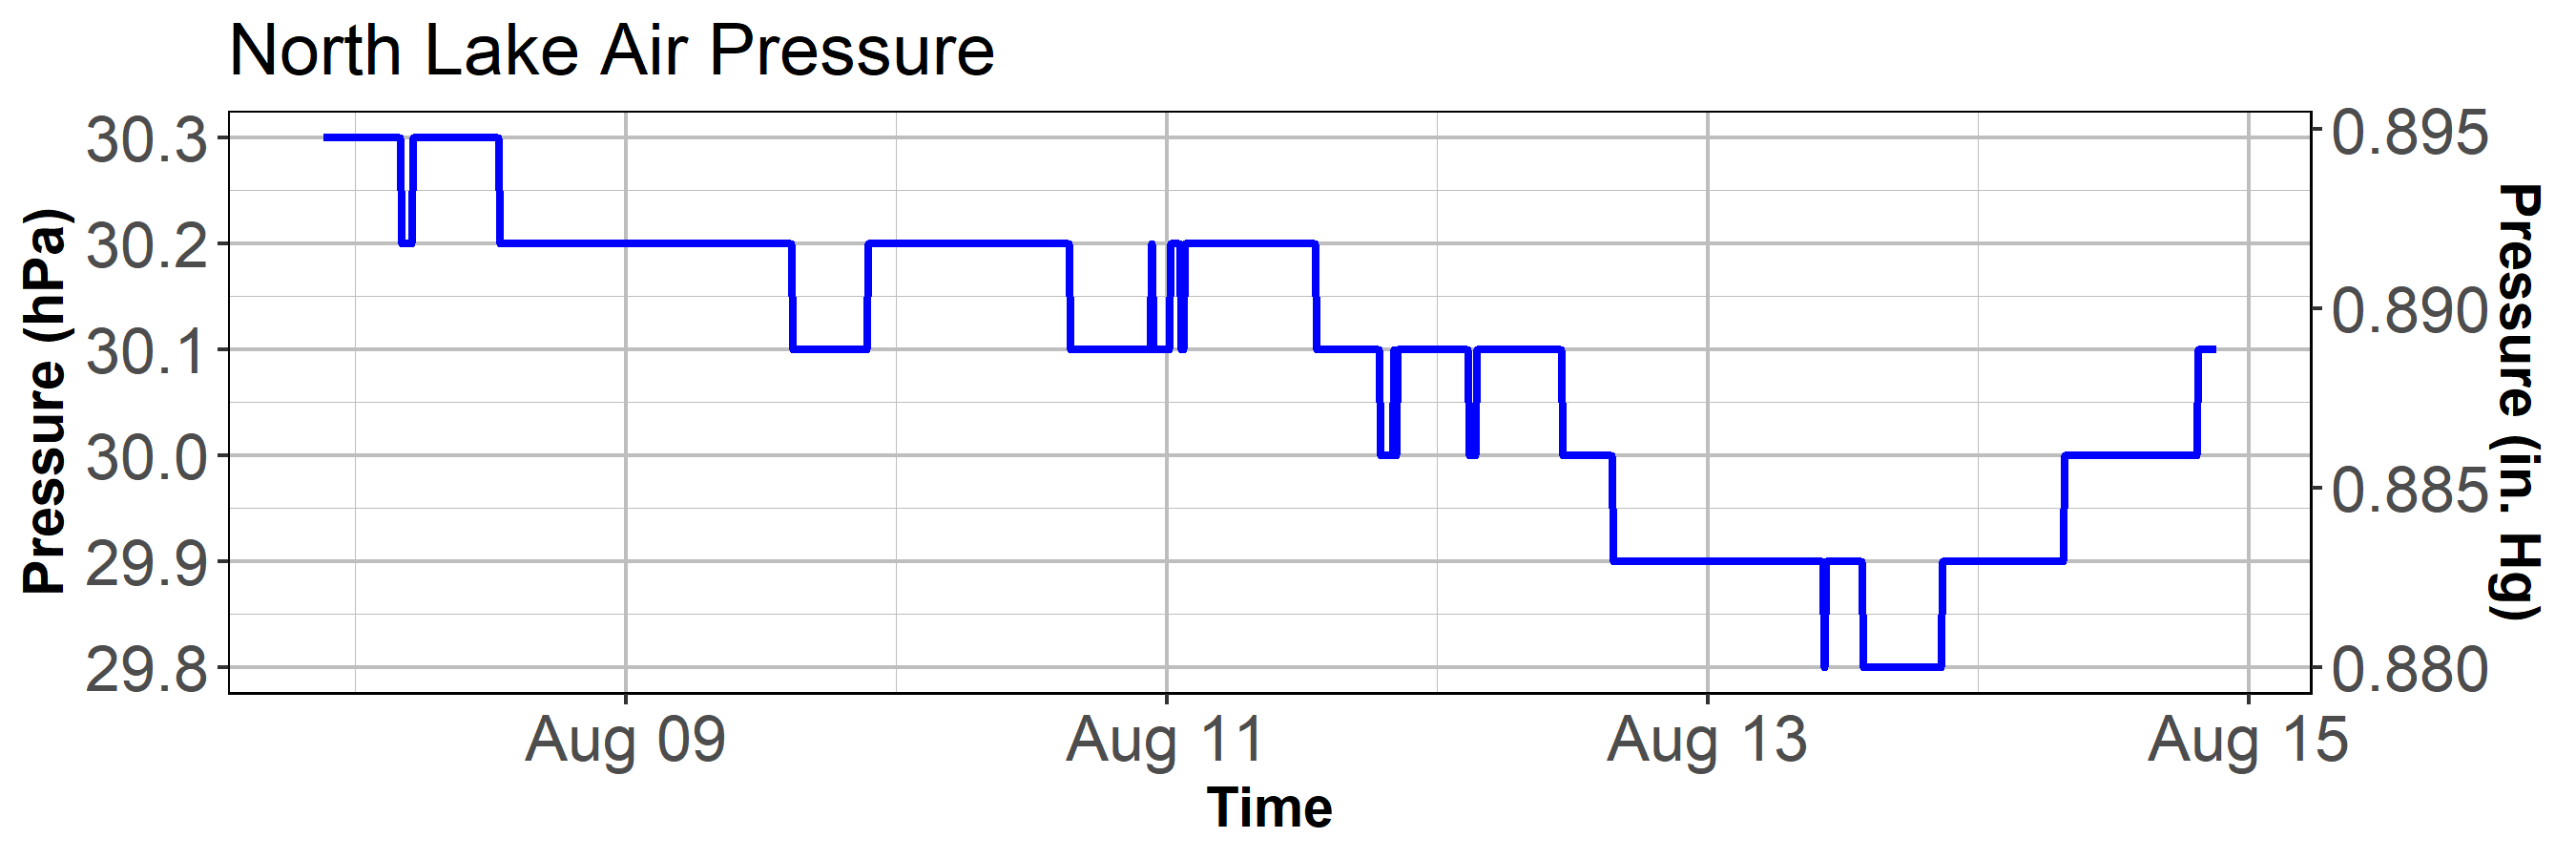 North Lake Air Pressure
Pressure (hPa)
30.3
30.2
30.1
30.0
29.9
29.8
0.895
0.890
0.885
0.880
Pressure (in. Hg)
Aug 09
Aug 11
Aug 13
Aug 15
Time